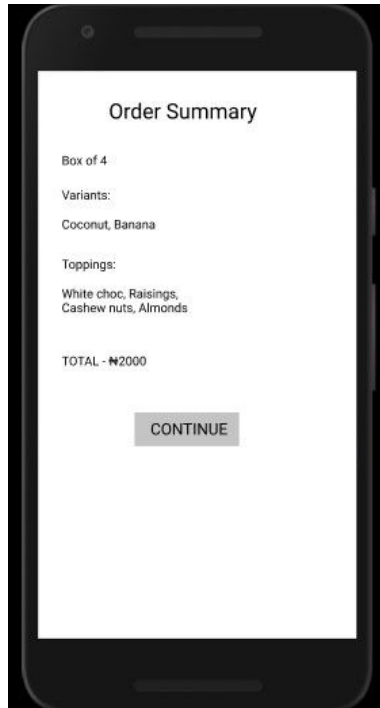 Order Summary
Box of 4
Variants:
Coconut, Banana
Toppings:
White choc, Raisings,
Cashew nuts, Almonds
TOTAL - ₦2000
CONTINUE